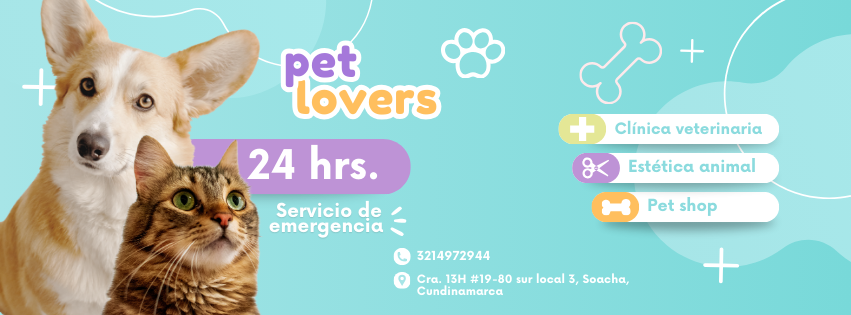 pet
lovers
24 hrs.
Servicio de
emergencia
3214972944
Cra. 13H #19-80 sur local 3, Soacha,
Cundinamarca
Clínica veterinaria
Estética animal
Pet shop